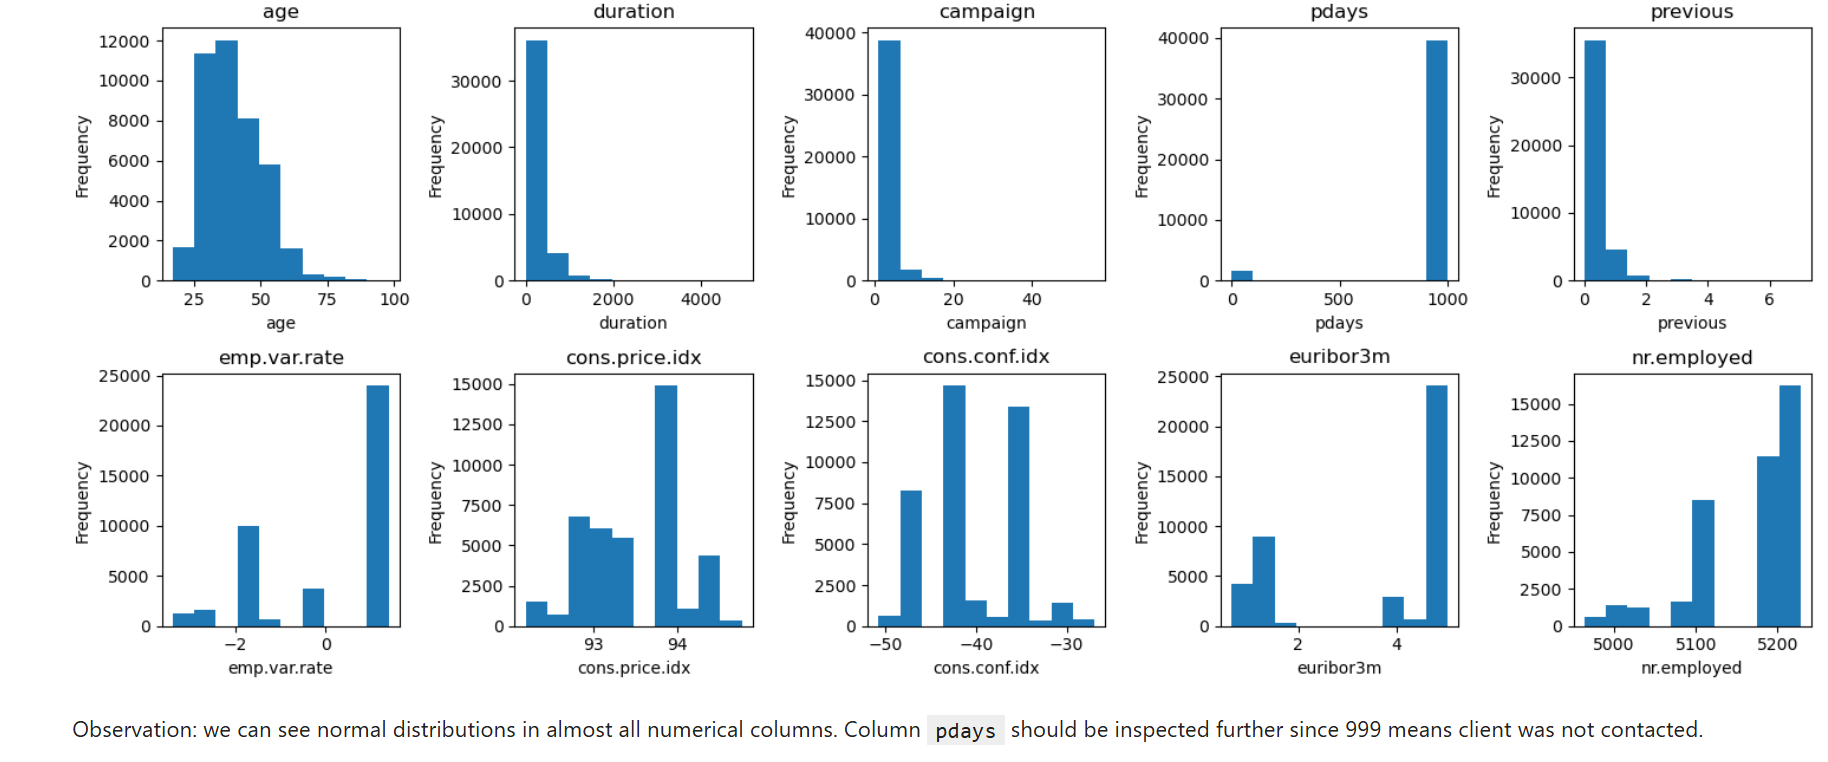 age
duration
campaign
pdays
previous
12000
10000
8000
6000
4000
2000
0
Frequency
25 50 75 100
age
30000
20000
10000
0
Frequency
0 2000 4000
duration
40000
30000
20000
10000
0
Frequency
0 20 40
campaign
40000
30000
20000
10000
0
Frequency
0 500 1000
pdays
30000
20000
10000
0
Frequency
0 2 4 6
previous
emp.var.rate
cons.price.idx
cons.conf.idx
euribor3m
nr.employed
25000
20000
15000
10000
5000
0
Frequency
−2 0
emp.var.rate
15000
12500
10000
7500
5000
2500
0
Frequency
93 94
cons.price.idx
15000
12500
10000
7500
5000
2500
0
Frequency
−50 −40 −30
cons.conf.idx
25000
20000
15000
10000
5000
0
Frequency
2 4
euribor3m
15000
12500
10000
7500
5000
2500
0
Frequency
5000 5100 5200
nr.employed
Observation: we can see normal distributions in almost all numerical columns. Column pdays should be inspected further since 999 means client was not contacted.